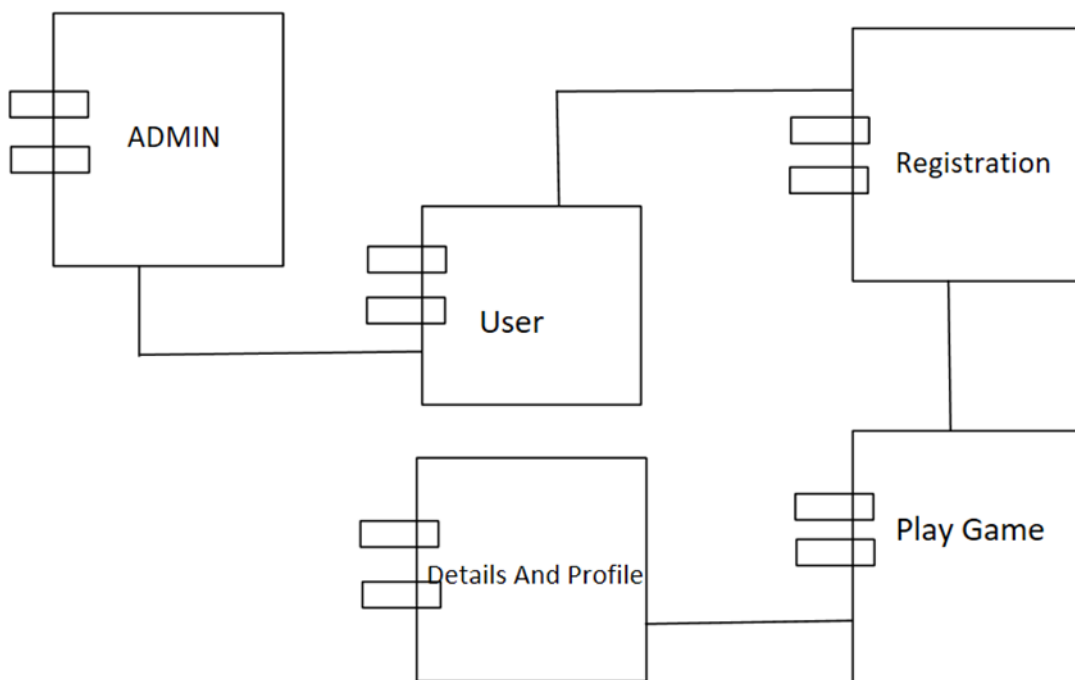 ADMIN
Registration
User
Play Game
Details And Profile